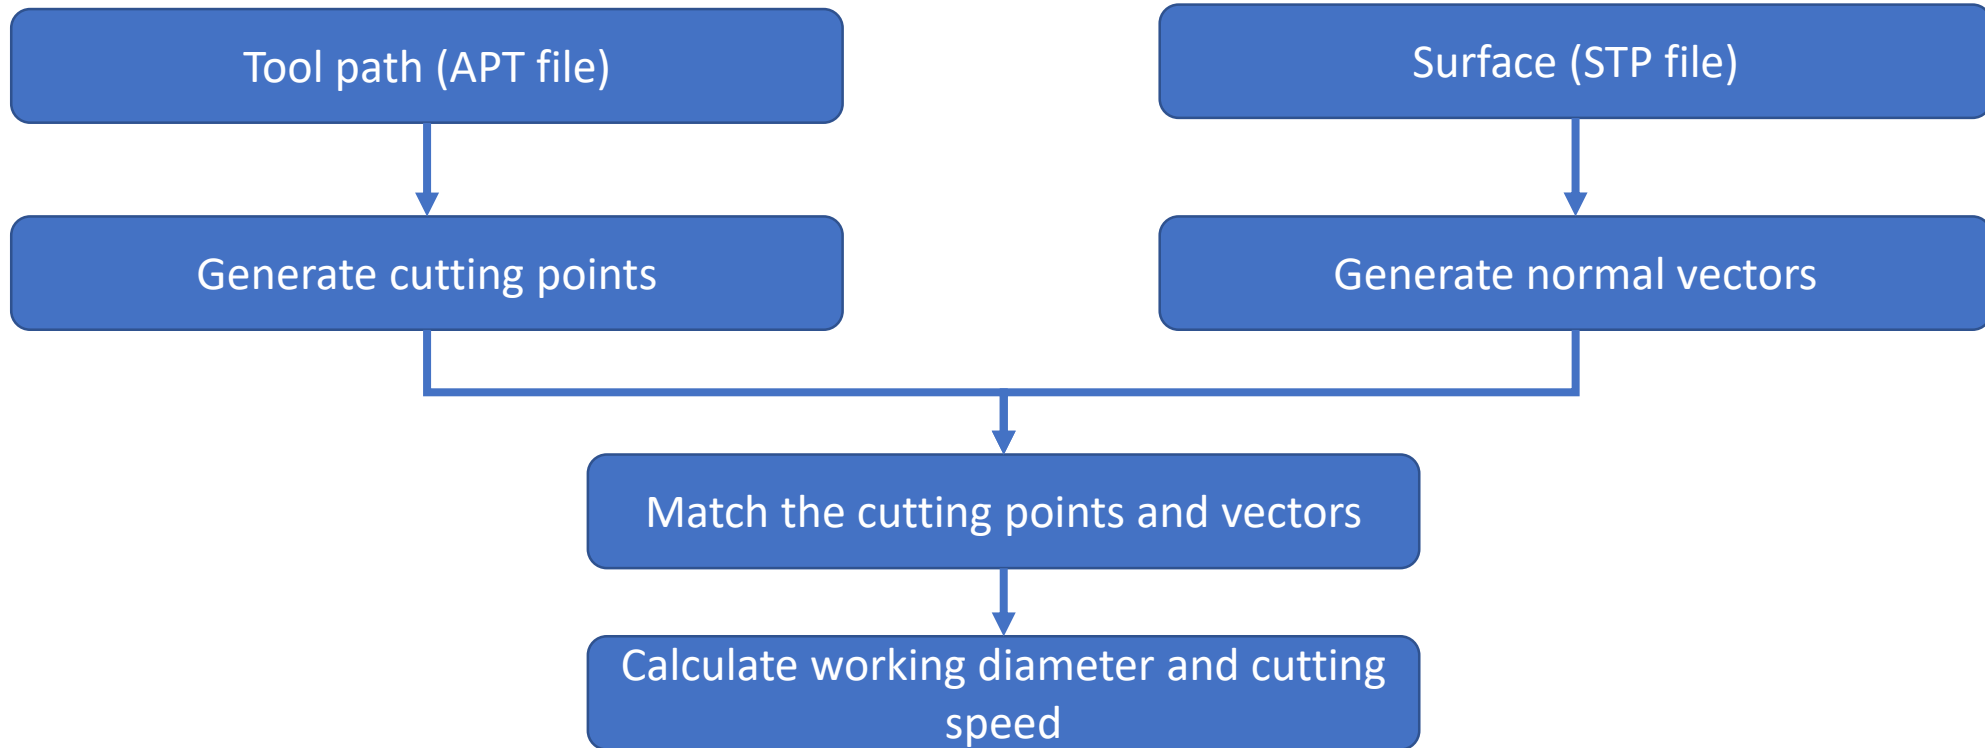 Tool path (APT file)
Surface (STP file)
Generate cutting points
Generate normal vectors
Match the cutting points and vectors
Calculate working diameter and cutting
speed